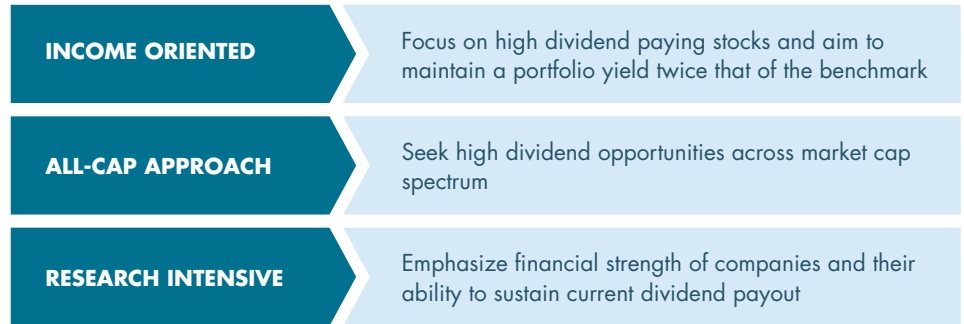 INCOME ORIENTED
Focus on high dividend paying stocks and aim to
maintain a portfolio yield twice that of the benchmark
ALL-CAP APPROACH
Seek high dividend opportunities across market cap
spectrum
RESEARCH INTENSIVE
Emphasize financial strength of companies and their
ability to sustain current dividend payout